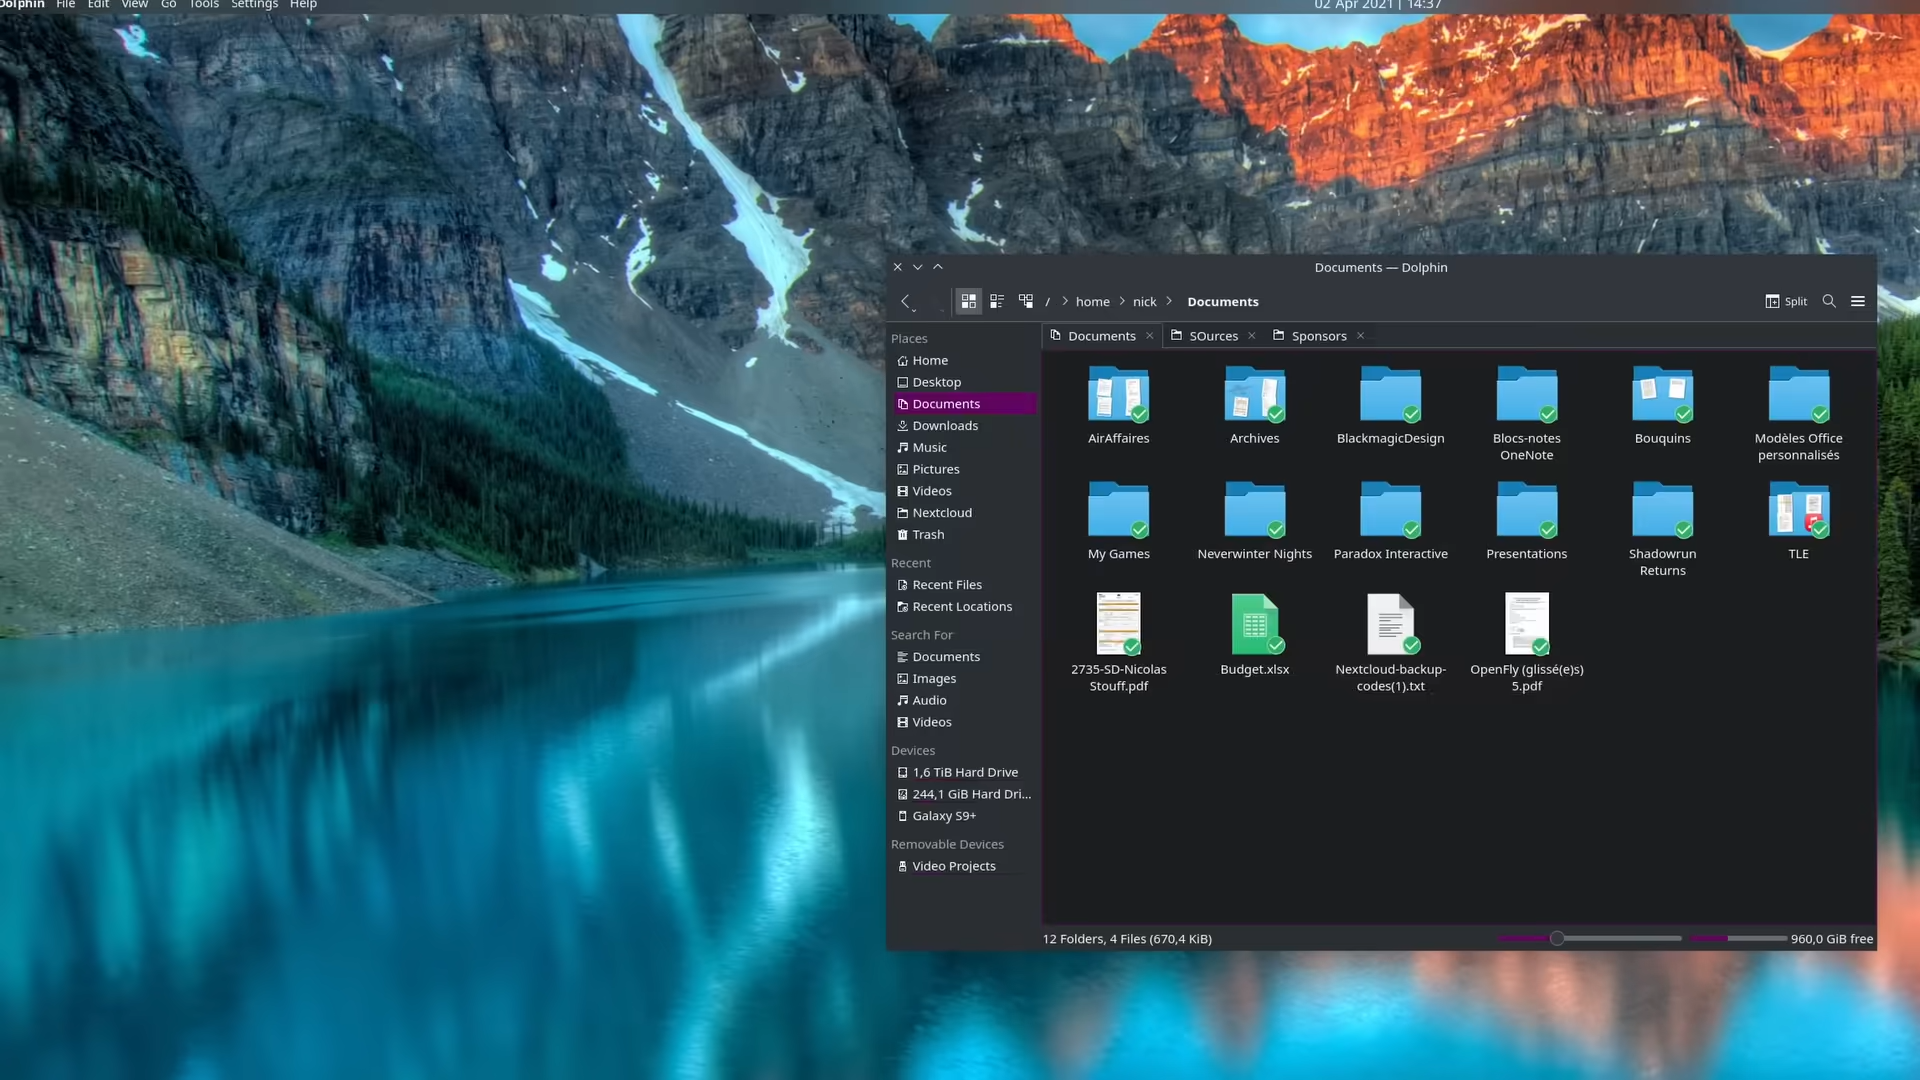 Dolphin File Edit View Go Tools Settings Help
02 Apr 2021 | 14:37
Documents — Dolphin
/ home nick Documents
Split
Places
Home
Desktop
Documents
Downloads
Music
Pictures
Videos
Nextcloud
Trash
Recent
Recent Files
Recent Locations
Search For
Documents
Images
Audio
Videos
Devices
1,6 TiB Hard Drive
244,1 GiB Hard Dri...
Galaxy S9+
Removable Devices
Video Projects
Documents SOurces Sponsors
AirAffaires
Archives
BlackmagicDesign
Blocs-notes
OneNote
Bouquins
Modèles Office
personnalisés
My Games
Neverwinter Nights
Paradox Interactive
Presentations
Shadowrun
Returns
TLE
2735-SD-Nicolas
Stouff.pdf
Budget.xlsx
Nextcloud-backup-
codes(1).txt
OpenFly (glissé(e)s)
5.pdf
12 Folders, 4 Files (670,4 KiB)
960,0 GiB free